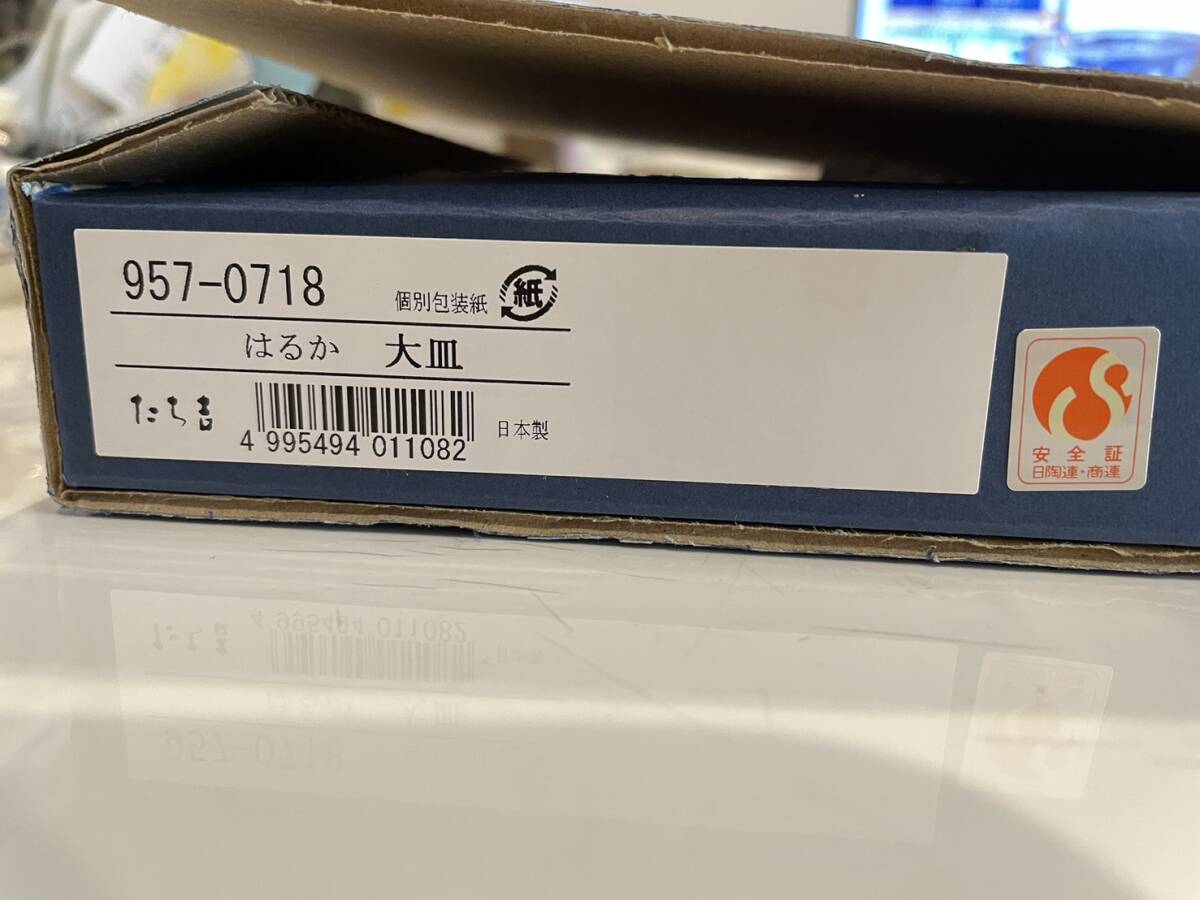 957-0718
個別包装紙 紙
はるか 大皿
たち吉
4 995494 011082
日本製
安全証
日陶連・商連